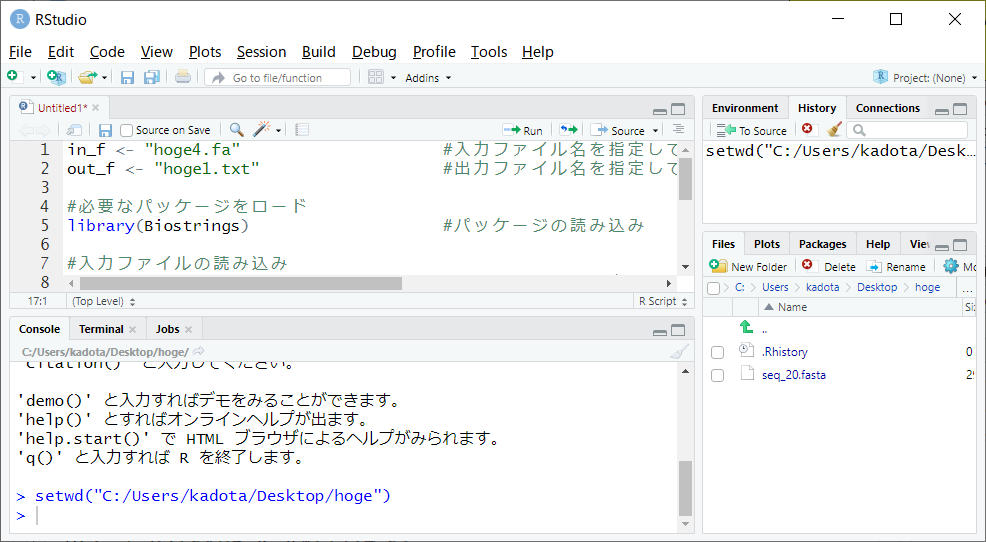 RStudio
File Edit Code View Plots Session Build Debug Profile Tools Help
Go to file/function Addins Project: (None)
Untitled1*
Source on Save Run Source
1 in_f <- "hoge4.fa" #入力ファイル名を指定して
2 out_f <- "hoge1.txt" #出力ファイル名を指定して
3
4 #必要なパッケージをロード
5 library(Biostrings) #パッケージの読み込み
6
7 #入力ファイルの読み込み
8
17:1 (Top Level) R Script
Console Terminal Jobs
C:/Users/kadota/Desktop/hoge/
'citation()' と入力してください。
'demo()' と入力すればデモをみることができます。
'help()' とすればオンラインヘルプが出ます。
'help.start()' で HTML ブラウザによるヘルプがみられます。
'q()' と入力すれば R を終了します。
> setwd("C:/Users/kadota/Desktop/hoge")
>
Environment History Connections
To Source
setwd("C:/Users/kadota/Desk…
Files Plots Packages Help
New Folder Delete Rename
C: Users kadota Desktop hoge ...
Name
..
.Rhistory 0
seq_20.fasta